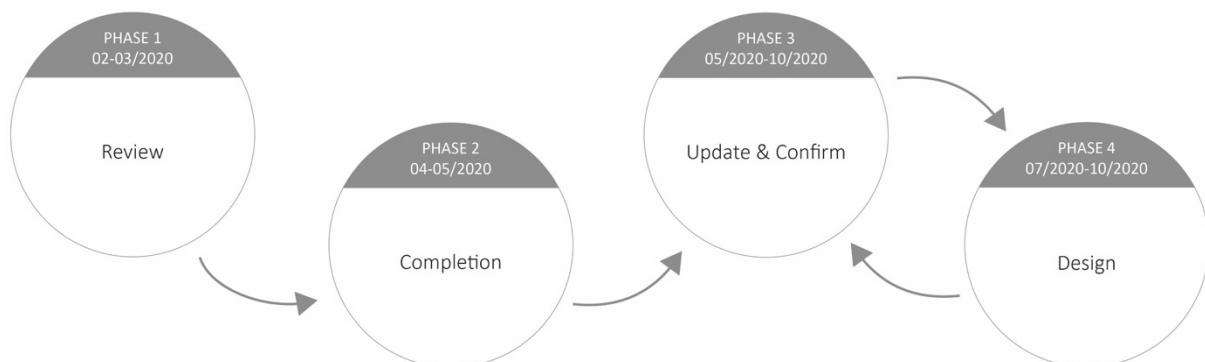 PHASE 1
02-03/2020
Review
PHASE 2
04-05/2020
Completion
PHASE 3
05/2020-10/2020
Update & Confirm
PHASE 4
07/2020-10/2020
Design